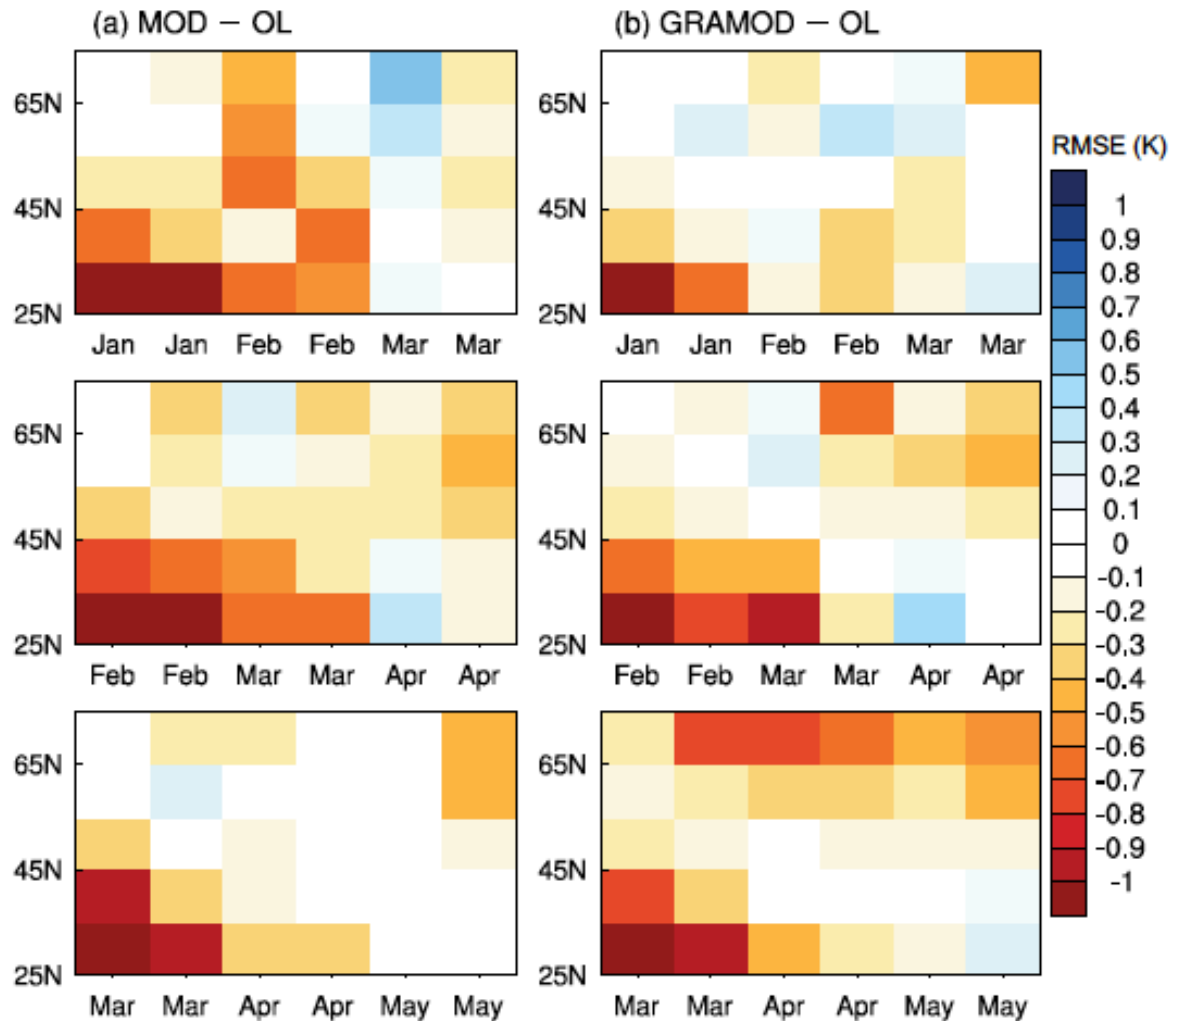 (a) MOD − OL
(b) GRAMOD − OL
65N
45N
25N
Jan Jan Feb Feb Mar Mar
65N
45N
25N
Jan Jan Feb Feb Mar Mar
65N
45N
25N
Feb Feb Mar Mar Apr Apr
65N
45N
25N
Feb Feb Mar Mar Apr Apr
65N
45N
25N
Mar Mar Apr Apr May May
65N
45N
25N
Mar Mar Apr Apr May May
RMSE (K)
1
0.9
0.8
0.7
0.6
0.5
0.4
0.3
0.2
0.1
0
-0.1
-0.2
-0.3
-0.4
-0.5
-0.6
-0.7
-0.8
-0.9
-1